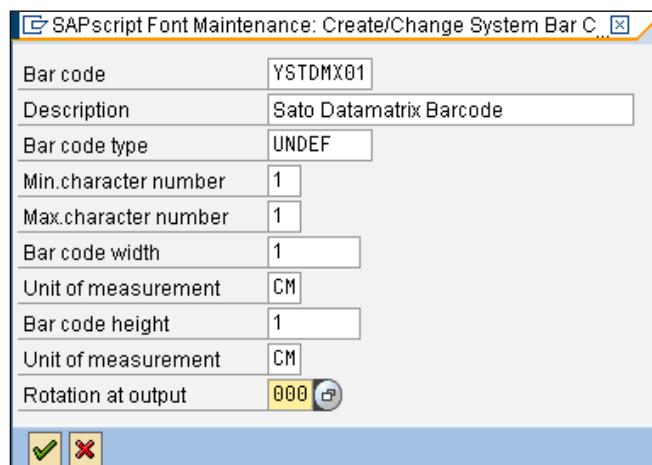 SAPscript Font Maintenance: Create/Change System Bar C...
Bar code YSTDMX01
Description Sato Datamatrix Barcode
Bar code type UNDEF
Min.character number 1
Max.character number 1
Bar code width 1
Unit of measurement CM
Bar code height 1
Unit of measurement CM
Rotation at output 000